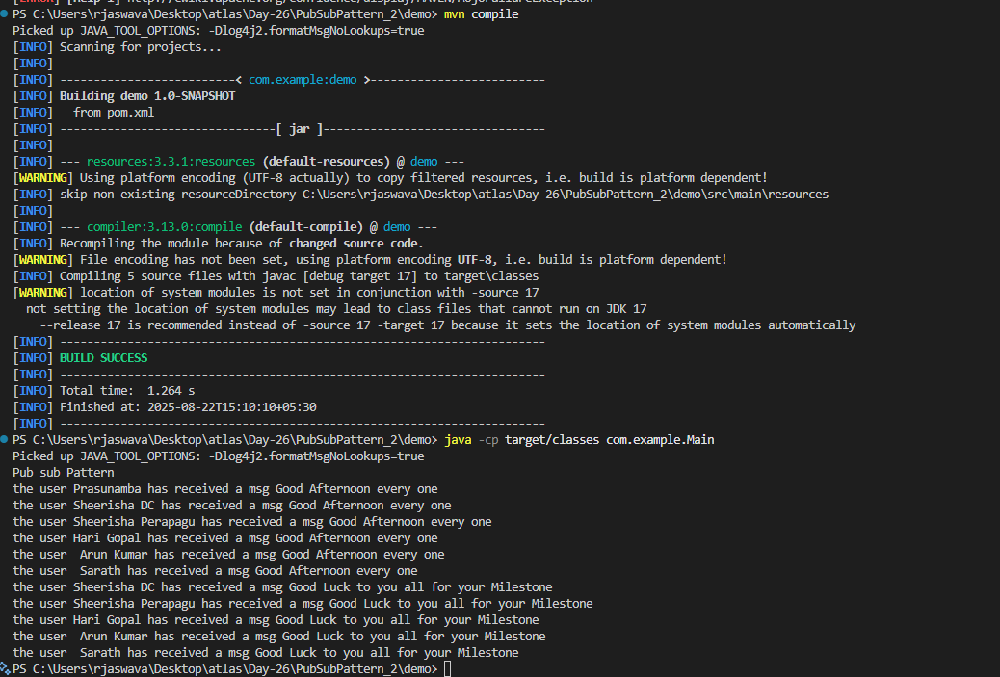 [ERROR] [Help 1] http://cwiki.apache.org/confluence/display/MAVEN/MojoFailureException
PS C:\Users\rjaswava\Desktop\atlas\Day-26\PubSubPattern_2\demo> mvn compile
Picked up JAVA_TOOL_OPTIONS: -Dlog4j2.formatMsgNoLookups=true
[INFO] Scanning for projects...
[INFO]
[INFO] --------------------------< com.example:demo >--------------------------
[INFO] Building demo 1.0-SNAPSHOT
[INFO]   from pom.xml
[INFO] --------------------------------[ jar ]---------------------------------
[INFO]
[INFO] --- resources:3.3.1:resources (default-resources) @ demo ---
[WARNING] Using platform encoding (UTF-8 actually) to copy filtered resources, i.e. build is platform dependent!
[INFO] skip non existing resourceDirectory C:\Users\rjaswava\Desktop\atlas\Day-26\PubSubPattern_2\demo\src\main\resources
[INFO]
[INFO] --- compiler:3.13.0:compile (default-compile) @ demo ---
[INFO] Recompiling the module because of changed source code.
[WARNING] File encoding has not been set, using platform encoding UTF-8, i.e. build is platform dependent!
[INFO] Compiling 5 source files with javac [debug target 17] to target\classes
[WARNING] location of system modules is not set in conjunction with -source 17
  not setting the location of system modules may lead to class files that cannot run on JDK 17
    --release 17 is recommended instead of -source 17 -target 17 because it sets the location of system modules automatically
[INFO] ------------------------------------------------------------------------
[INFO] BUILD SUCCESS
[INFO] ------------------------------------------------------------------------
[INFO] Total time:  1.264 s
[INFO] Finished at: 2025-08-22T15:10:10+05:30
[INFO] ------------------------------------------------------------------------
PS C:\Users\rjaswava\Desktop\atlas\Day-26\PubSubPattern_2\demo> java -cp target/classes com.example.Main
Picked up JAVA_TOOL_OPTIONS: -Dlog4j2.formatMsgNoLookups=true
Pub sub Pattern
the user Prasunamba has received a msg Good Afternoon every one
the user Sheerisha DC has received a msg Good Afternoon every one
the user Sheerisha Perapagu has received a msg Good Afternoon every one
the user Hari Gopal has received a msg Good Afternoon every one
the user  Arun Kumar has received a msg Good Afternoon every one
the user  Sarath has received a msg Good Afternoon every one
the user Sheerisha DC has received a msg Good Luck to you all for your Milestone
the user Sheerisha Perapagu has received a msg Good Luck to you all for your Milestone
the user Hari Gopal has received a msg Good Luck to you all for your Milestone
the user  Arun Kumar has received a msg Good Luck to you all for your Milestone
the user  Sarath has received a msg Good Luck to you all for your Milestone
PS C:\Users\rjaswava\Desktop\atlas\Day-26\PubSubPattern_2\demo>